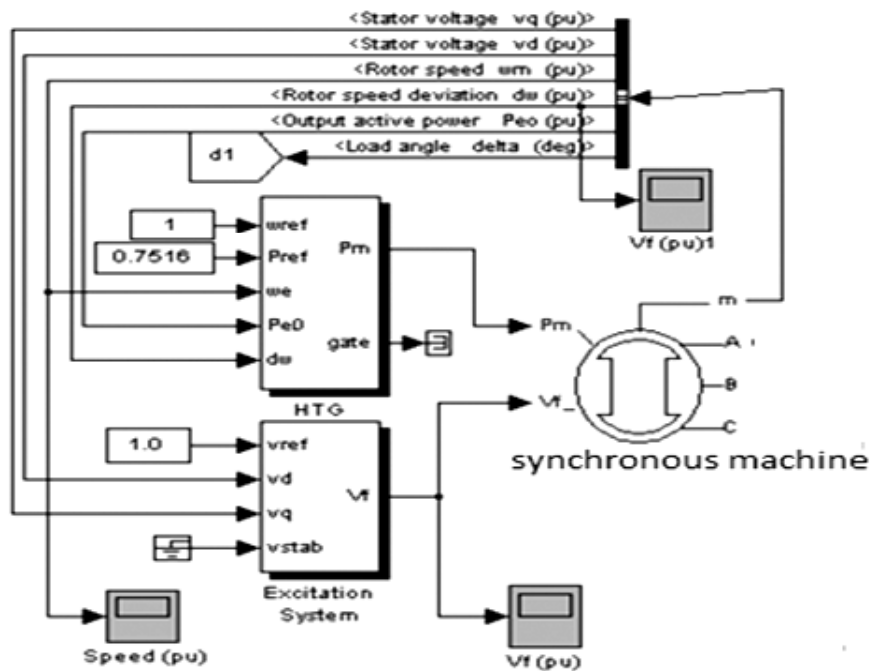 <Stator voltage vq (pu)>
<Stator voltage vd (pu)>
<Rotor speed wm (pu)>
<Rotor speed deviation dw (pu)>
<Output active power Peo (pu)>
<Load angle delta (deg)>
d1
Vf (pu)1
1
0.7516
wref
Pref
we
Pe0
dw
Pm
gate
HTG
m
Pm
Vf_
A
B
C
synchronous machine
1.0
vref
vd
vq
vstab
Vf
Excitation
System
Speed (pu)
Vf (pu)